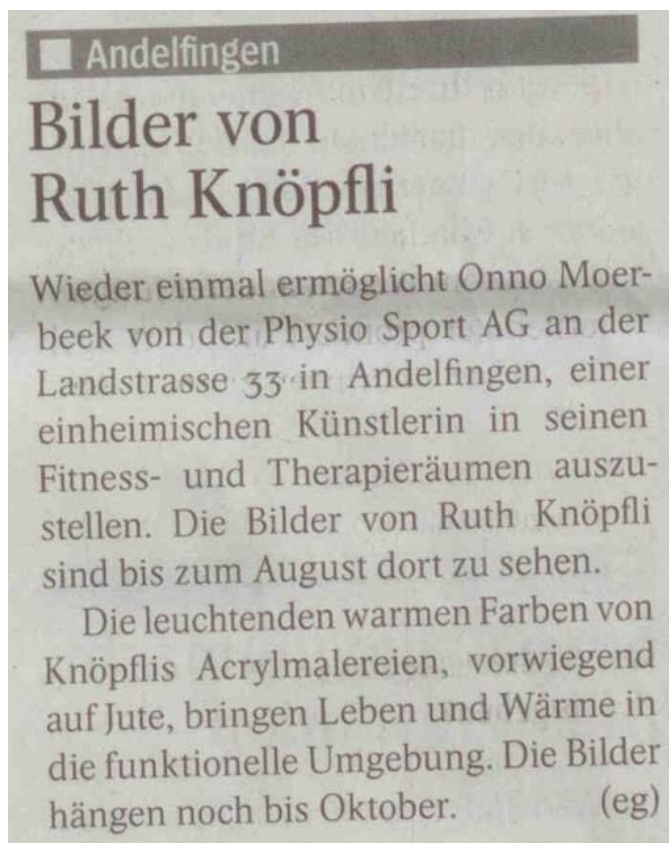 Andelfingen
Bilder von
Ruth Knöpfli
Wieder einmal ermöglicht Onno Moer-
beek von der Physio Sport AG an der
Landstrasse 33 in Andelfingen, einer
einheimischen Künstlerin in seinen
Fitness- und Therapieräumen auszu-
stellen. Die Bilder von Ruth Knöpfli
sind bis zum August dort zu sehen.
Die leuchtenden warmen Farben von
Knöpflis Acrylmalereien, vorwiegend
auf Jute, bringen Leben und Wärme in
die funktionelle Umgebung. Die Bilder
hängen noch bis Oktober. (eg)